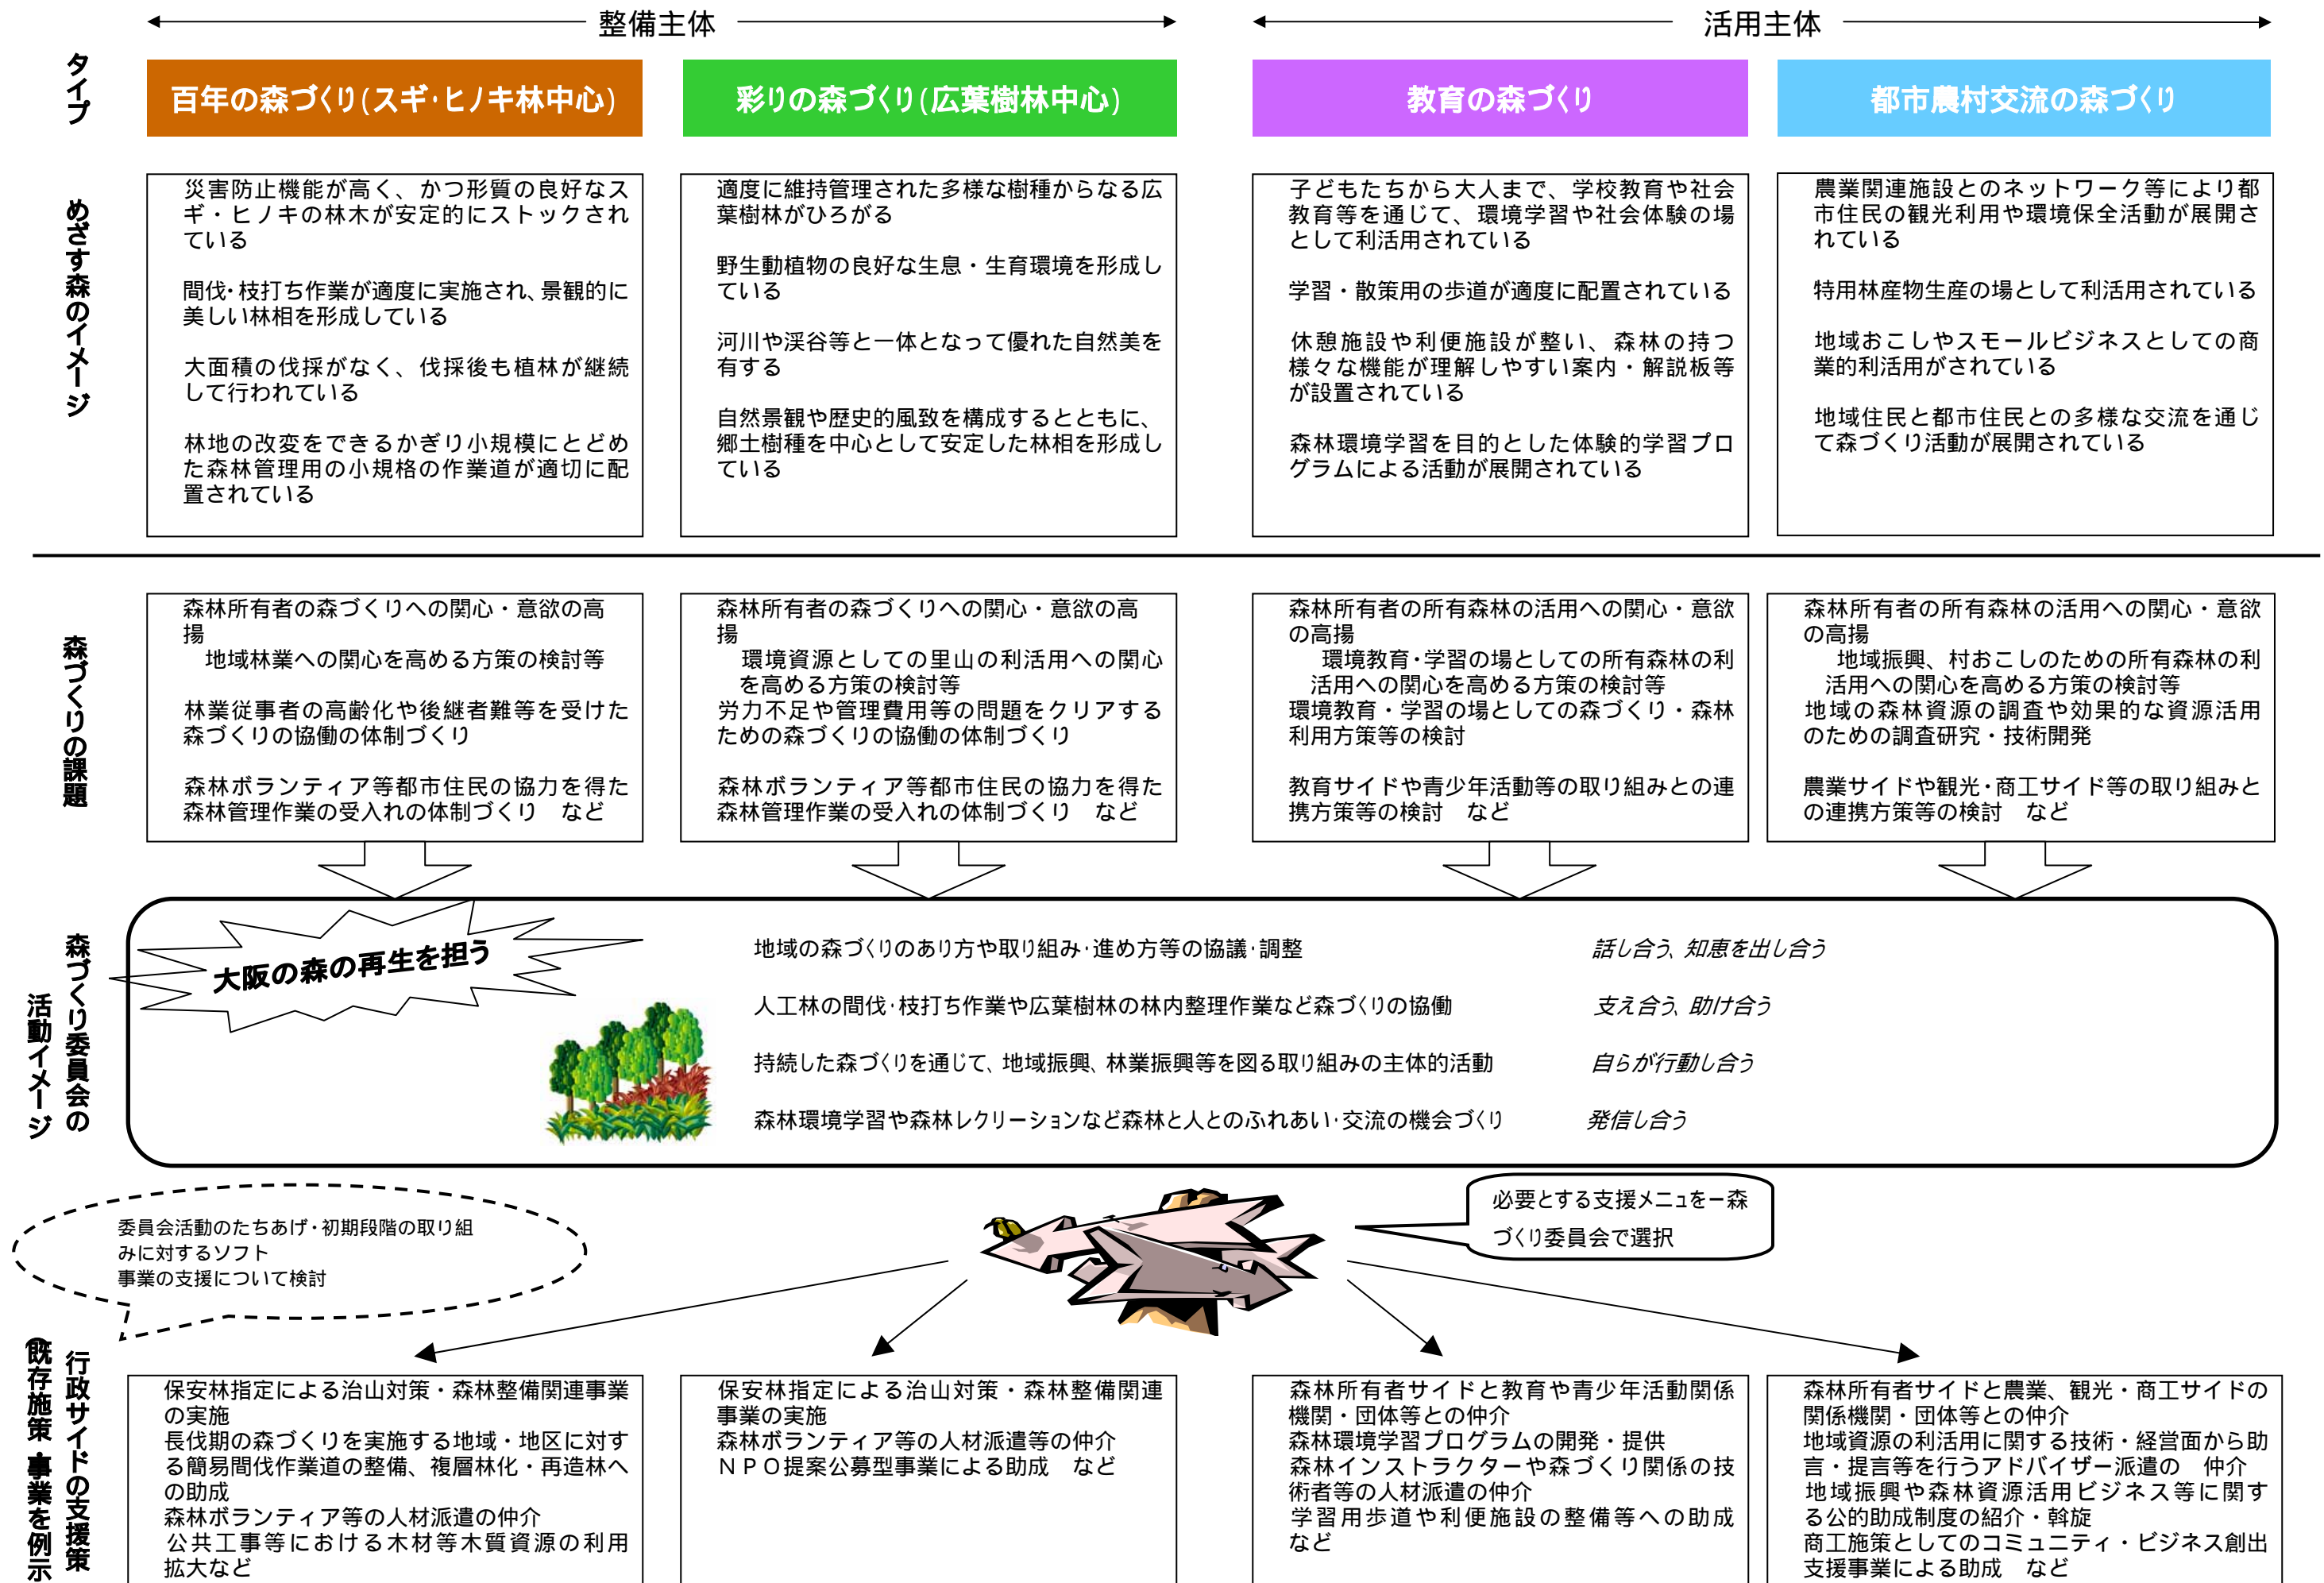 整備主体
活用主体
タイプ
百年の森づくり(スギ・ヒノキ林中心)
彩りの森づくり(広葉樹林中心)
教育の森づくり
都市農村交流の森づくり
めざす森のイメージ
災害防止機能が高く、かつ形質の良好なス
ギ・ヒノキの林木が安定的にストックされ
ている
間伐・枝打ち作業が適度に実施され、景観的に
美しい林相を形成している
大面積の伐採がなく、伐採後も植林が継続
して行われている
林地の改変をできるかぎり小規模にとどめ
た森林管理用の小規格の作業道が適切に配
置されている
適度に維持管理された多様な樹種からなる広
葉樹林がひろがる
野生動植物の良好な生息・生育環境を形成し
ている
河川や渓谷等と一体となって優れた自然美を
有する
自然景観や歴史的風致を構成するとともに、
郷土樹種を中心として安定した林相を形成し
ている
子どもたちから大人まで、学校教育や社会
教育等を通じて、環境学習や社会体験の場
として利活用されている
学習・散策用の歩道が適度に配置されている
休憩施設や利便施設が整い、森林の持つ
様々な機能が理解しやすい案内・解説板等
が設置されている
森林環境学習を目的とした体験的学習プロ
グラムによる活動が展開されている
農業関連施設とのネットワーク等により都
市住民の観光利用や環境保全活動が展開さ
れている
特用林産物生産の場として利活用されている
地域おこしやスモールビジネスとしての商
業的利活用がされている
地域住民と都市住民との多様な交流を通じ
て森づくり活動が展開されている
森づくりの課題
森林所有者の森づくりへの関心・意欲の高
揚
地域林業への関心を高める方策の検討等
林業従事者の高齢化や後継者難等を受けた
森づくりの協働の体制づくり
森林ボランティア等都市住民の協力を得た
森林管理作業の受入れの体制づくり　など
森林所有者の森づくりへの関心・意欲の高
揚
環境資源としての里山の利活用への関心
を高める方策の検討等
労力不足や管理費用等の問題をクリアする
ための森づくりの協働の体制づくり
森林ボランティア等都市住民の協力を得た
森林管理作業の受入れの体制づくり　など
森林所有者の所有森林の活用への関心・意欲
の高揚
環境教育・学習の場としての所有森林の利
活用への関心を高める方策の検討等
環境教育・学習の場としての森づくり・森林
利用方策等の検討
教育サイドや青少年活動等の取り組みとの連
携方策等の検討　など
森林所有者の所有森林の活用への関心・意欲
の高揚
地域振興、村おこしのための所有森林の利
活用への関心を高める方策の検討等
地域の森林資源の調査や効果的な資源活用
のための調査研究・技術開発
農業サイドや観光・商工サイド等の取り組みと
の連携方策等の検討　など
森づくり委員会の
活動イメージ
大阪の森の再生を担う
地域の森づくりのあり方や取り組み・進め方等の協議・調整
話し合う、知恵を出し合う
人工林の間伐・枝打ち作業や広葉樹林の林内整理作業など森づくりの協働
支え合う、助け合う
持続した森づくりを通じて、地域振興、林業振興等を図る取り組みの主体的活動
自らが行動し合う
森林環境学習や森林レクリーションなど森林と人とのふれあい・交流の機会づくり
発信し合う
委員会活動のたちあげ・初期段階の取り組
みに対するソフト
事業の支援について検討
必要とする支援メニュをー森
づくり委員会で選択
行政サイドの支援策
(既存施策・事業を例示
保安林指定による治山対策・森林整備関連事業
の実施
長伐期の森づくりを実施する地域・地区に対す
る簡易間伐作業道の整備、複層林化・再造林へ
の助成
森林ボランティア等の人材派遣の仲介
公共工事等における木材等木質資源の利用
拡大など
保安林指定による治山対策・森林整備関連
事業の実施
森林ボランティア等の人材派遣等の仲介
ＮＰＯ提案公募型事業による助成　など
森林所有者サイドと教育や青少年活動関係
機関・団体等との仲介
森林環境学習プログラムの開発・提供
森林インストラクターや森づくり関係の技
術者等の人材派遣の仲介
学習用歩道や利便施設の整備等への助成
など
森林所有者サイドと農業、観光・商工サイドの
関係機関・団体等との仲介
地域資源の利活用に関する技術・経営面から助
言・提言等を行うアドバイザー派遣の　仲介
地域振興や森林資源活用ビジネス等に関す
る公的助成制度の紹介・斡旋
商工施策としてのコミュニティ・ビジネス創出
支援事業による助成　など